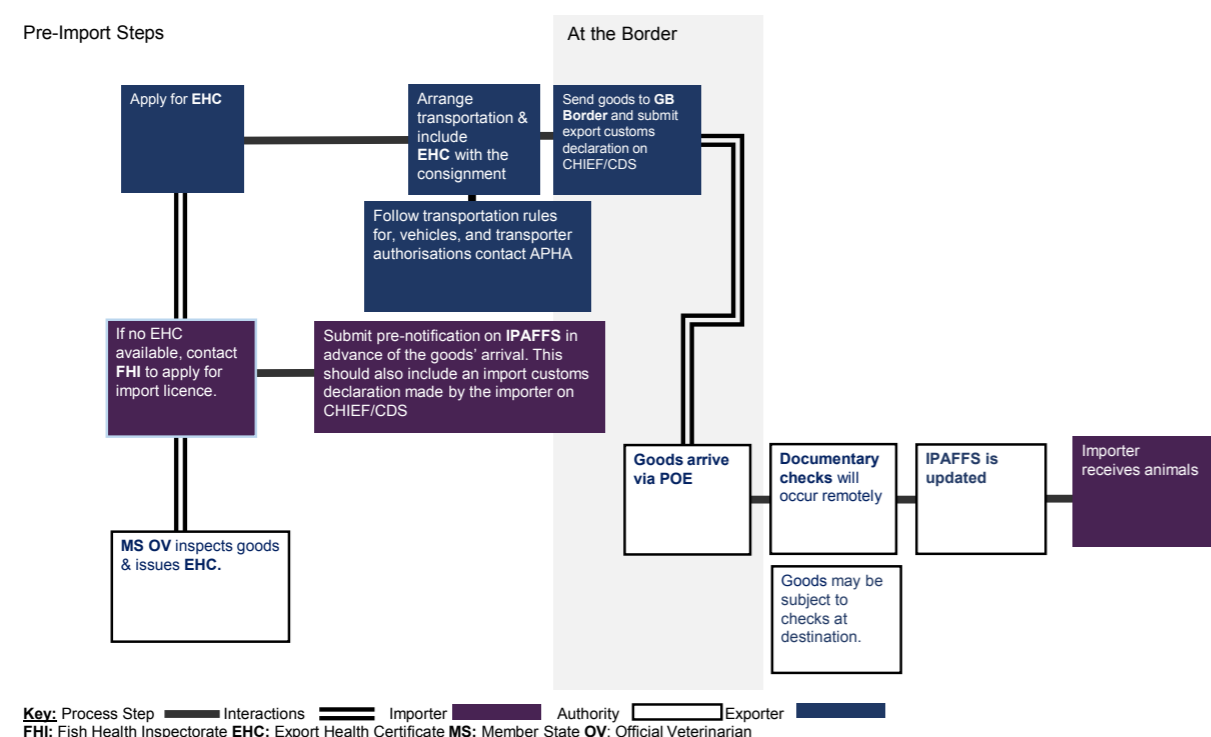 Pre-Import Steps
At the Border
Apply for EHC
Arrange
transportation &
include
EHC with the
consignment
Send goods to GB
Border and submit
export customs
declaration on
CHIEF/CDS
Follow transportation rules
for, vehicles, and transporter
authorisations contact APHA
If no EHC
available, contact
FHI to apply for
import licence.
Submit pre-notification on IPAFFS in
advance of the goods' arrival. This
should also include an import customs
declaration made by the importer on
CHIEF/CDS
MS OV inspects goods
& issues EHC.
Goods arrive
via POE
Documentary
checks will
occur remotely
IPAFFS is
updated
Importer
receives animals
Goods may be
subject to
checks at
destination.
Key: Process Step Interactions Importer Authority Exporter
FHI: Fish Health Inspectorate EHC: Export Health Certificate MS: Member State OV: Official Veterinarian